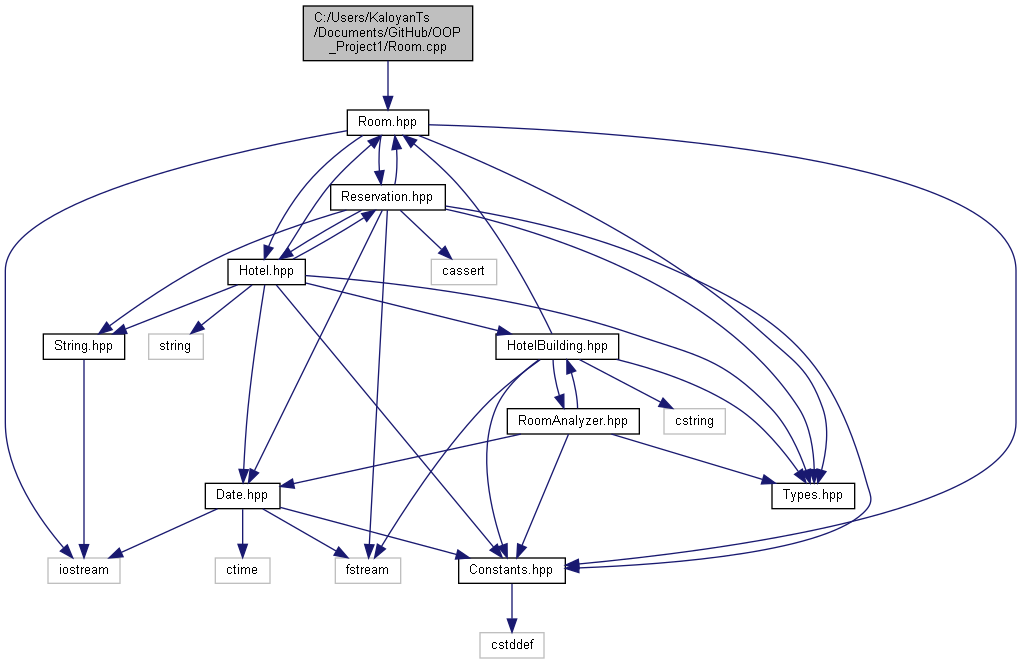 C:/Users/KaloyanTs
/Documents/GitHub/OOP
_Project1/Room.cpp
Room.hpp
Reservation.hpp
Hotel.hpp
cassert
String.hpp
string
HotelBuilding.hpp
RoomAnalyzer.hpp
cstring
Date.hpp
Types.hpp
iostream
ctime
fstream
Constants.hpp
cstddef